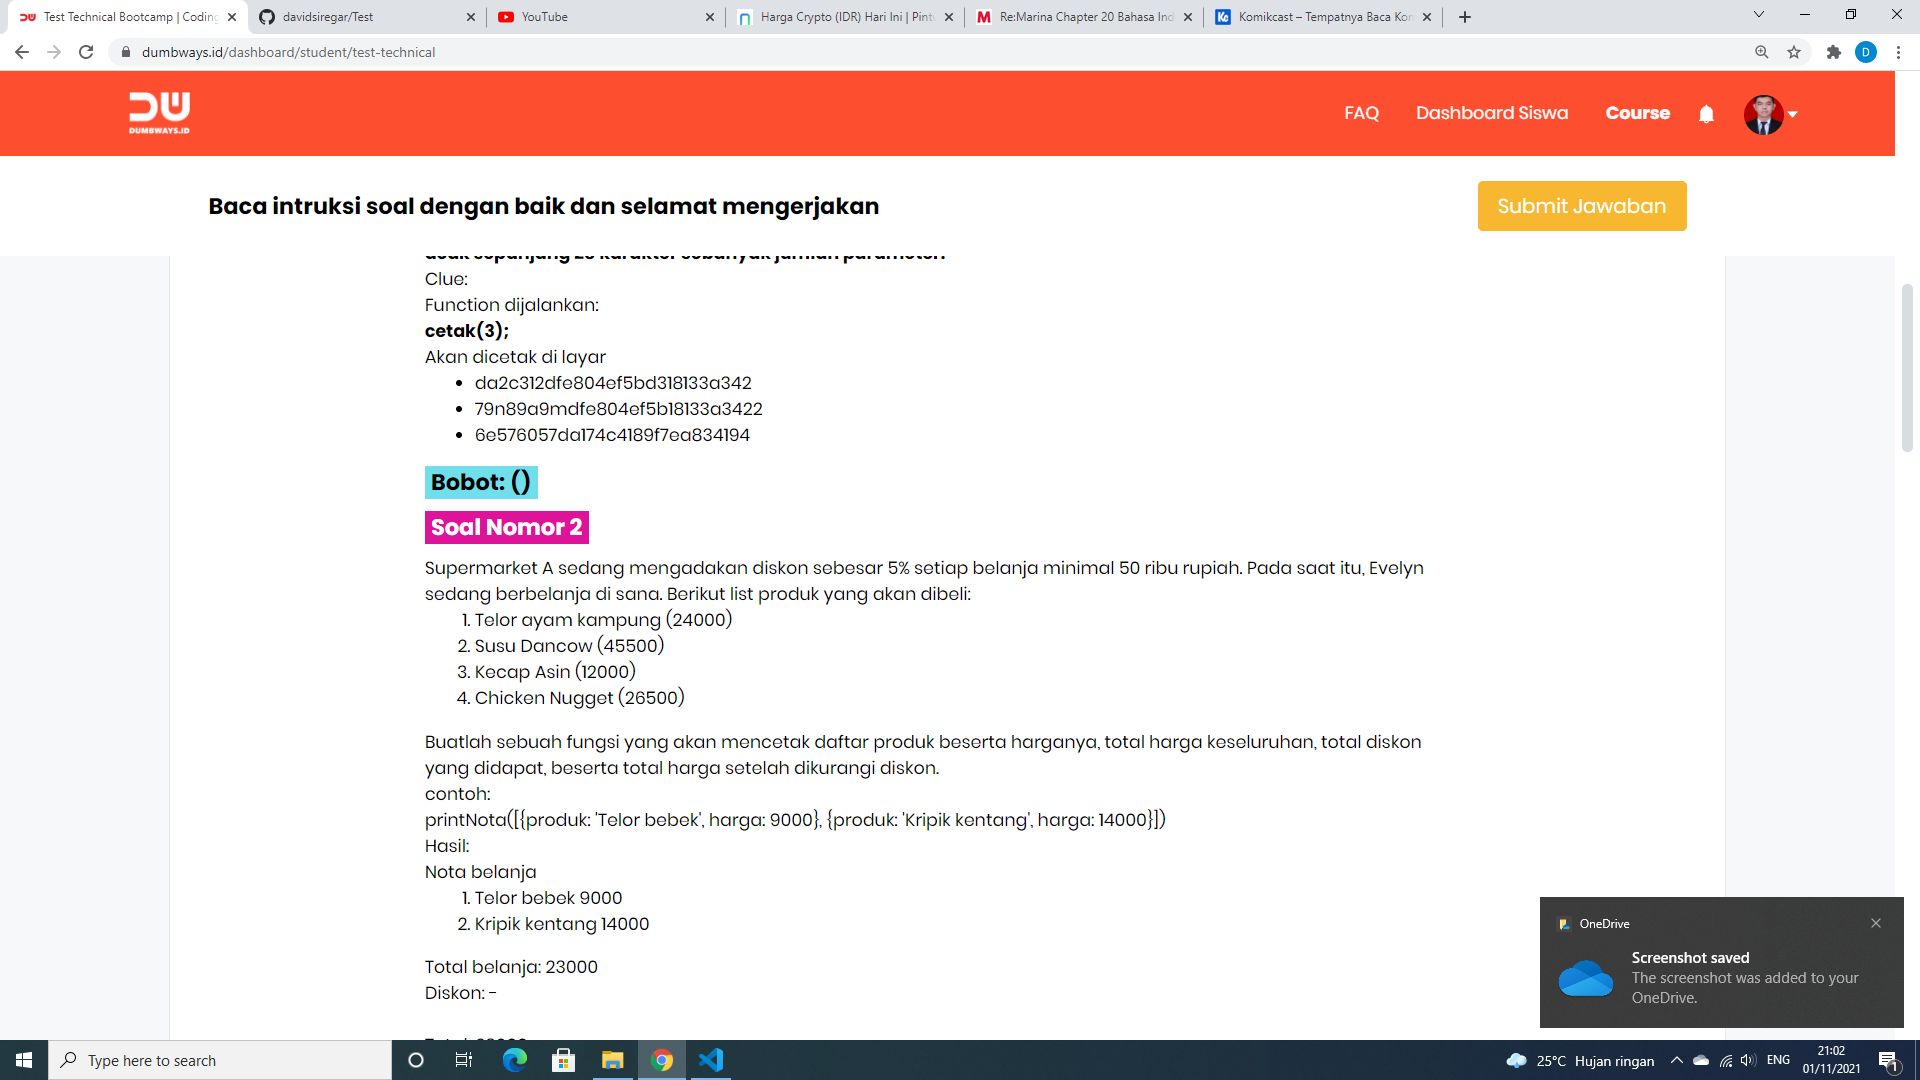 Test Technical Bootcamp | Coding
davidsiregar/Test
YouTube
Harga Crypto (IDR) Hari Ini | Pintu
Re:Marina Chapter 20 Bahasa Ind
Komikcast – Tempatnya Baca Kom
dumbways.id/dashboard/student/test-technical
D
DUMBWAYS.ID
FAQ
Dashboard Siswa
Course
Baca intruksi soal dengan baik dan selamat mengerjakan
Submit Jawaban
acak sepanjang 25 karakter sebanyak jumlah parameter.
Clue:
Function dijalankan:
cetak(3);
Akan dicetak di layar
• da2c312dfe804ef5bd318133a342
• 79n89a9mdfe804ef5b18133a3422
• 6e576057da174c4189f7ea834194
Bobot: ()
Soal Nomor 2
Supermarket A sedang mengadakan diskon sebesar 5% setiap belanja minimal 50 ribu rupiah. Pada saat itu, Evelyn
sedang berbelanja di sana. Berikut list produk yang akan dibeli:
1. Telor ayam kampung (24000)
2. Susu Dancow (45500)
3. Kecap Asin (12000)
4. Chicken Nugget (26500)
Buatlah sebuah fungsi yang akan mencetak daftar produk beserta harganya, total harga keseluruhan, total diskon
yang didapat, beserta total harga setelah dikurangi diskon.
contoh:
printNota([{produk: 'Telor bebek', harga: 9000}, {produk: 'Kripik kentang', harga: 14000}])
Hasil:
Nota belanja
1. Telor bebek 9000
2. Kripik kentang 14000
Total belanja: 23000
Diskon: -
OneDrive
Screenshot saved
The screenshot was added to your
OneDrive.
Type here to search
25°C Hujan ringan
ENG
21:02
01/11/2021
1